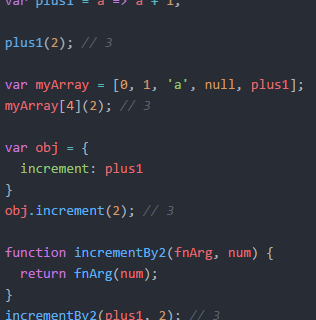 var plus1 = a => a + 1;
plus1(2); // 3
var myArray = [0, 1, 'a', null, plus1];
myArray[4](2); // 3
var obj = {
increment: plus1
}
obj.increment(2); // 3
function incrementBy2(fnArg, num) {
return fnArg(num);
}
incrementBy2(plus1, 2); // 3